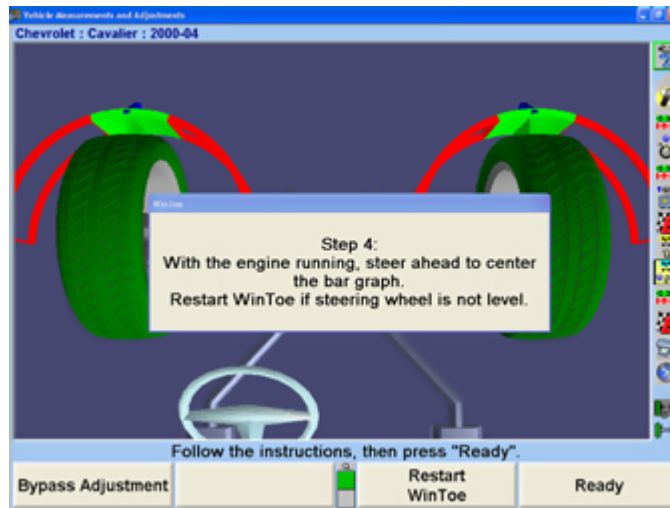 Vehicle Measurements and Adjustments
Chevrolet : Cavalier : 2000-04
WinToe
Step 4:
With the engine running, steer ahead to center
the bar graph.
Restart WinToe if steering wheel is not level.
Follow the instructions, then press "Ready".
Bypass Adjustment
Restart
WinToe
Ready